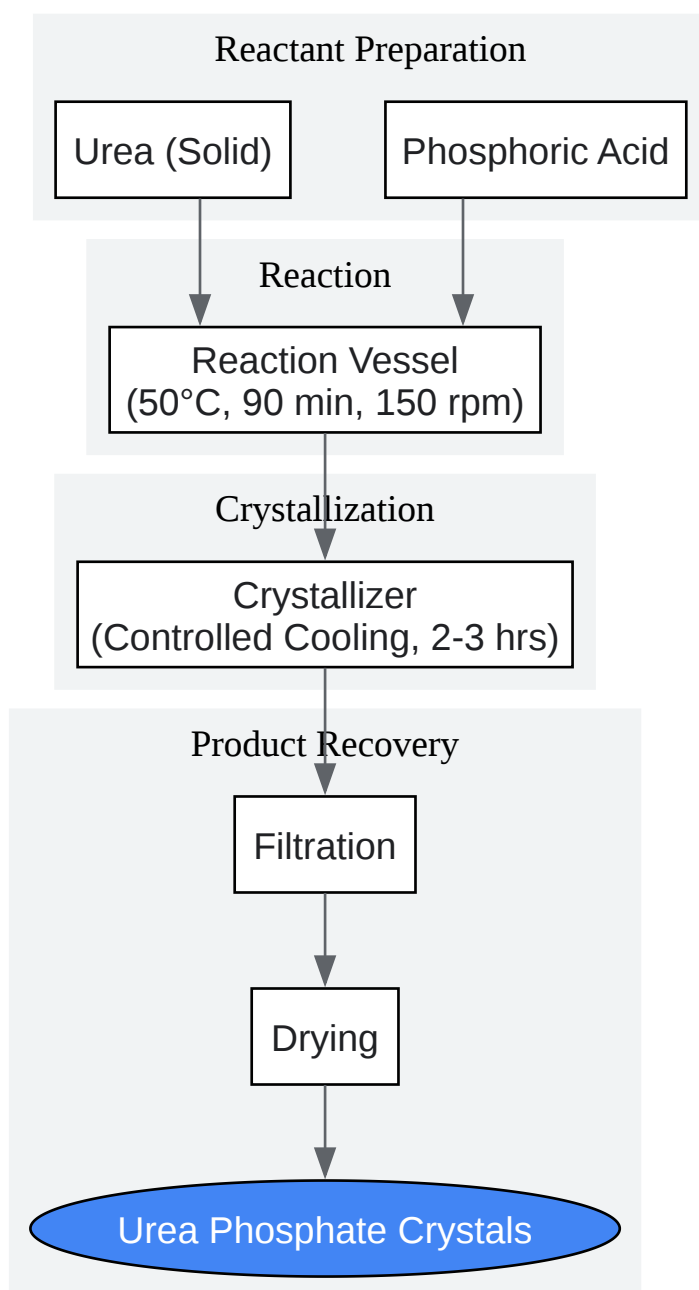 Reactant Preparation
Urea (Solid)
Phosphoric Acid
Reaction
Reaction Vessel
(50°C, 90 min, 150 rpm)
Crystallization
Crystallizer
(Controlled Cooling, 2-3 hrs)
Product Recovery
Filtration
Drying
Urea Phosphate Crystals